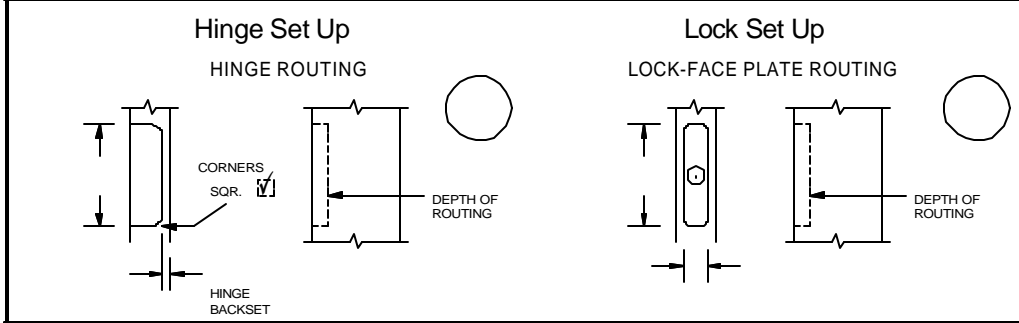 Hinge Set Up
HINGE ROUTING
CORNERS
SQR.
DEPTH OF
ROUTING
HINGE
BACKSET
Lock Set Up
LOCK-FACE PLATE ROUTING
DEPTH OF
ROUTING